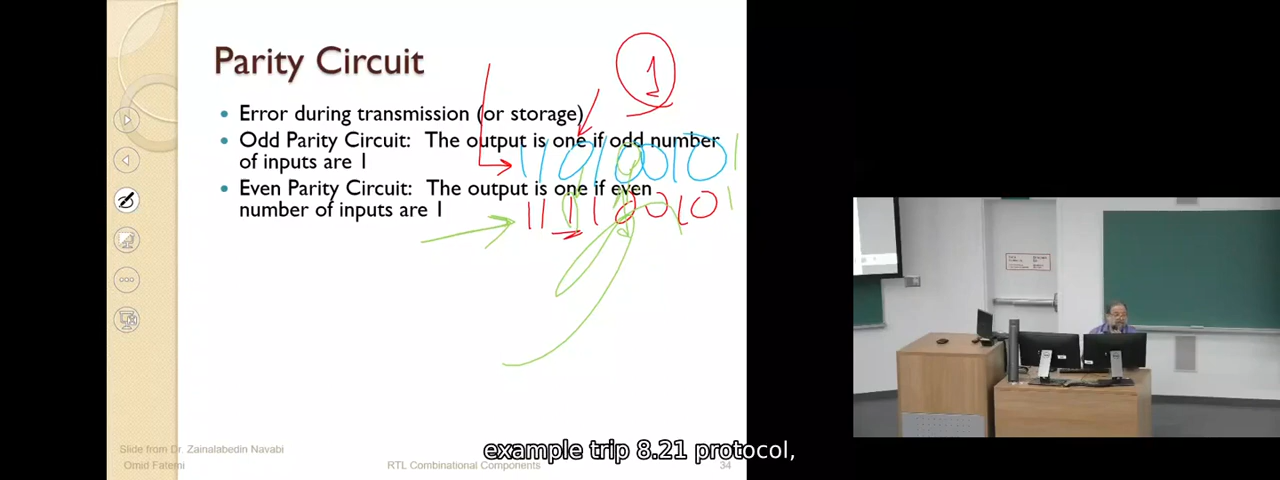 Parity Circuit
1
Error during transmission (or storage)
Odd Parity Circuit: The output is one if odd number
of inputs are 1
110100101
Even Parity Circuit: The output is one if even
number of inputs are 1
111100101
Slide from Dr. Zainalabedin Navabi
Omid Fatemi
RTL Combinational Components
34
example trip 8.21 protocol,